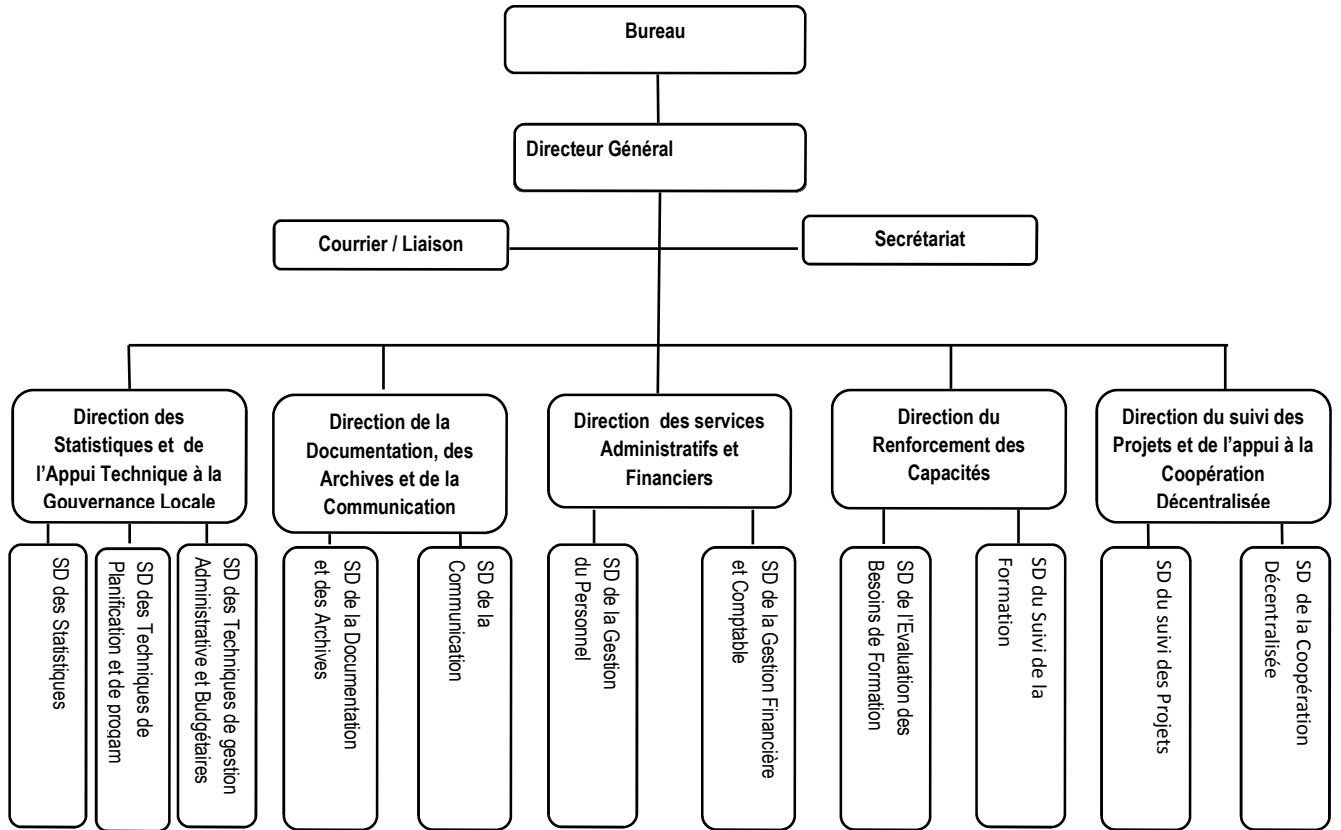 Bureau
Directeur Général
Courrier / Liaison
Secrétariat
Direction des
Statistiques et de
l'Appui Technique à la
Gouvernance Locale
Direction de la
Documentation, des
Archives et de la
Communication
Direction des services
Administratifs et
Financiers
Direction du
Renforcement des
Capacités
Direction du suivi des
Projets et de l'appui à la
Coopération
Décentralisée
SD des Statistiques
SD des Techniques de
Planification et de progam
SD des Techniques de gestion
Administrative et Budgétaires
SD de la Documentation
et des Archives
SD de la
Communication
SD de la Gestion
du Personnel
SD de la Gestion Financière
et Comptable
SD de l'Evaluation des
Besoins de Formation
SD du Suivi de la
Formation
SD du suivi des Projets
SD de la Coopération
Décentralisée